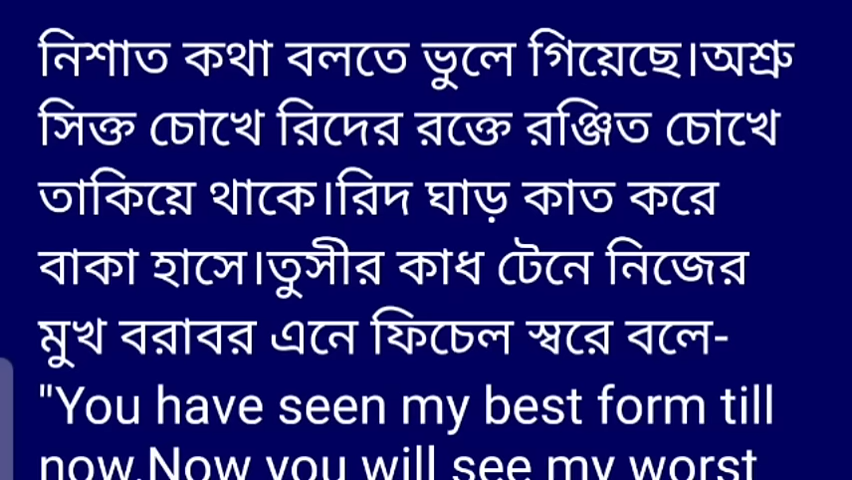 নিশাত কথা বলতে ভুলে গিয়েছে।অশ্রু
সিক্ত চোখে রিদের রক্তে রঞ্জিত চোখে
তাকিয়ে থাকে।রিদ ঘাড় কাত করে
বাকা হাসে।তুসীর কাধ টেনে নিজের
মুখ বরাবর এনে ফিচেল স্বরে বলে-
"You have seen my best form till
now.Now you will see my worst